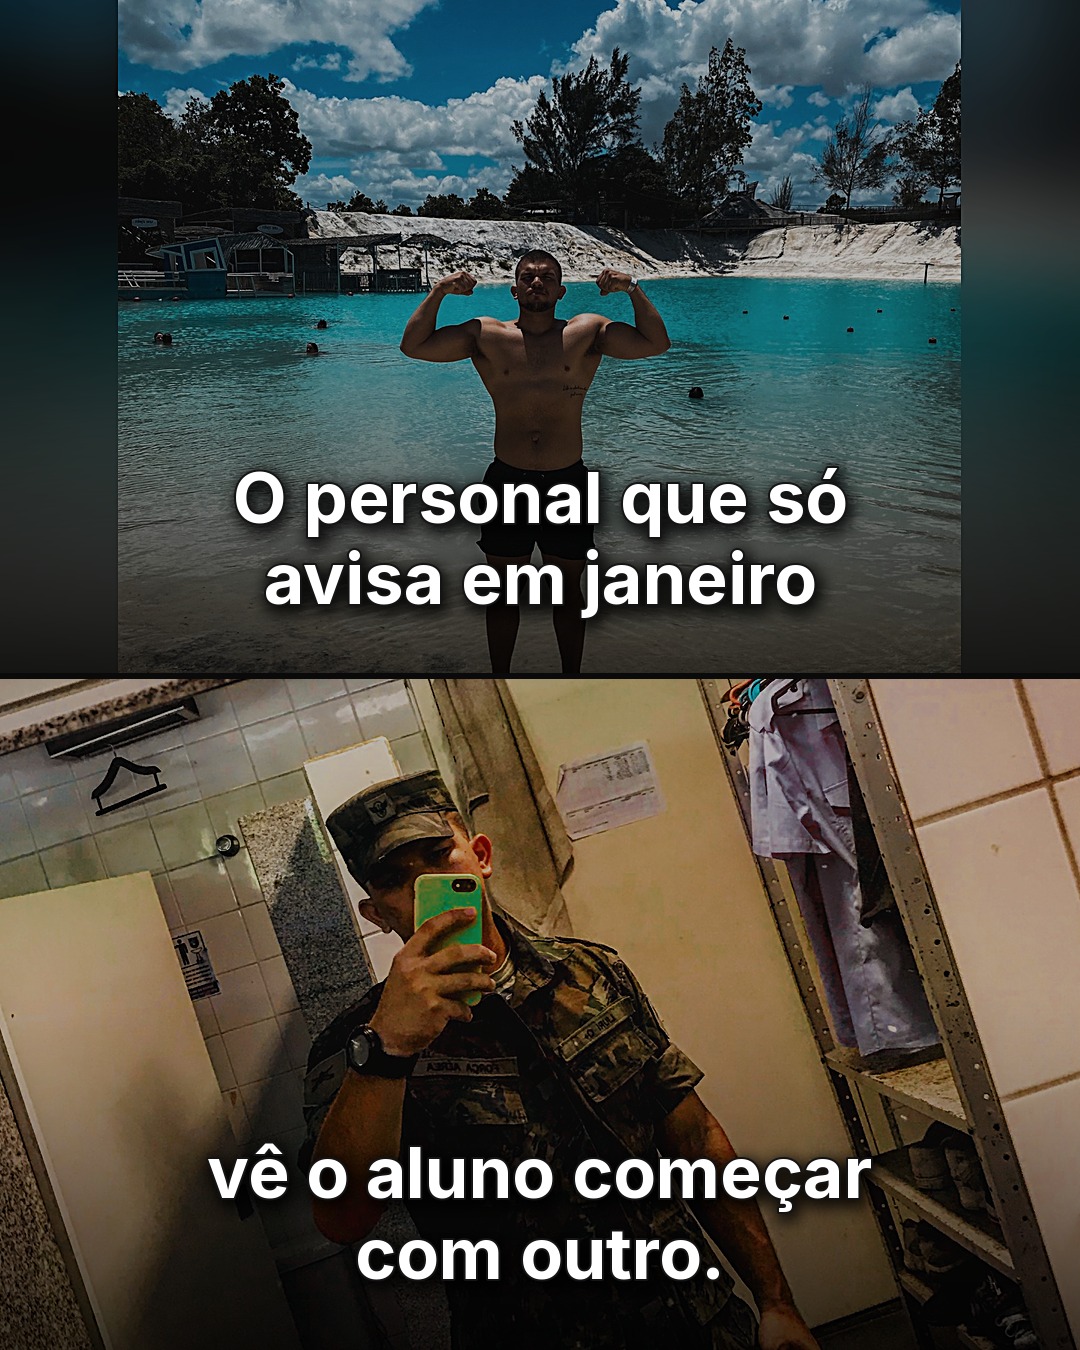 O personal que só
avisa em janeiro
vê o aluno começar
com outro.